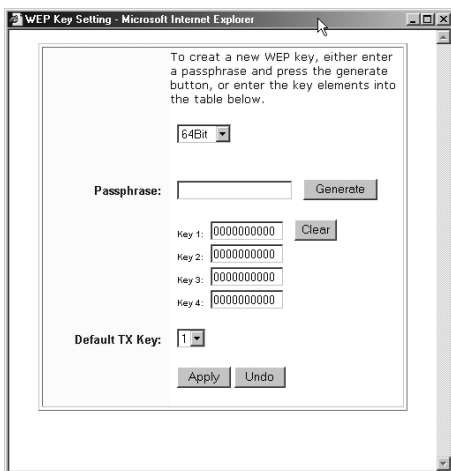 WEP Key Setting - Microsoft Internet Explorer
To creat a new WEP key, either enter
a passphrase and press the generate
button, or enter the key elements into
the table below.
64Bit
Passphrase: Generate
Key 1: 0000000000 Clear
Key 2: 0000000000
Key 3: 0000000000
Key 4: 0000000000
Default TX Key: 1
Apply Undo